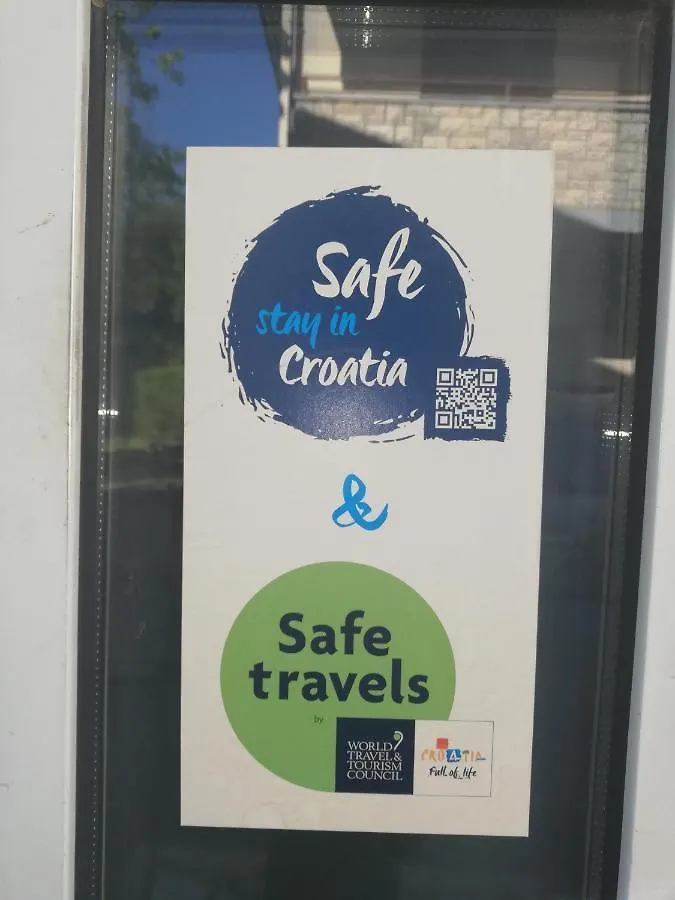 Safe
stay in
Croatia
&
Safe
travels
by
WORLD
TRAVEL &
TOURISM
COUNCIL
CROATIA
Full of life